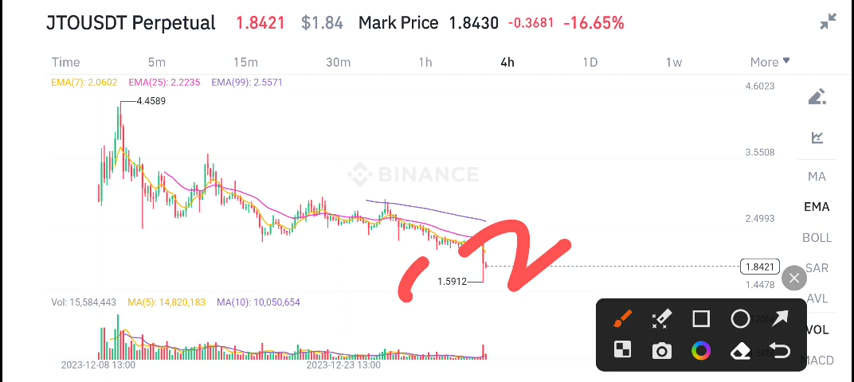 JTOUSDT Perpetual 1.8421 $1.84 Mark Price 1.8430 -0.3681 -16.65%
Time 5m 15m 30m 1h 4h 1D 1w More
EMA(7): 2.0602 EMA(25): 2.2235 EMA(99): 2.5571
4.6023
4.4589
3.5508
BINANCE
MA
EMA
2.4993
BOLL
1.8421
SAR
1.5912
1.4478
AVL
Vol: 15,584,443 MA(5): 14,820,183 MA(10): 10,050,654
VOL
MACD
2023-12-08 13:00 2023-12-23 13:00